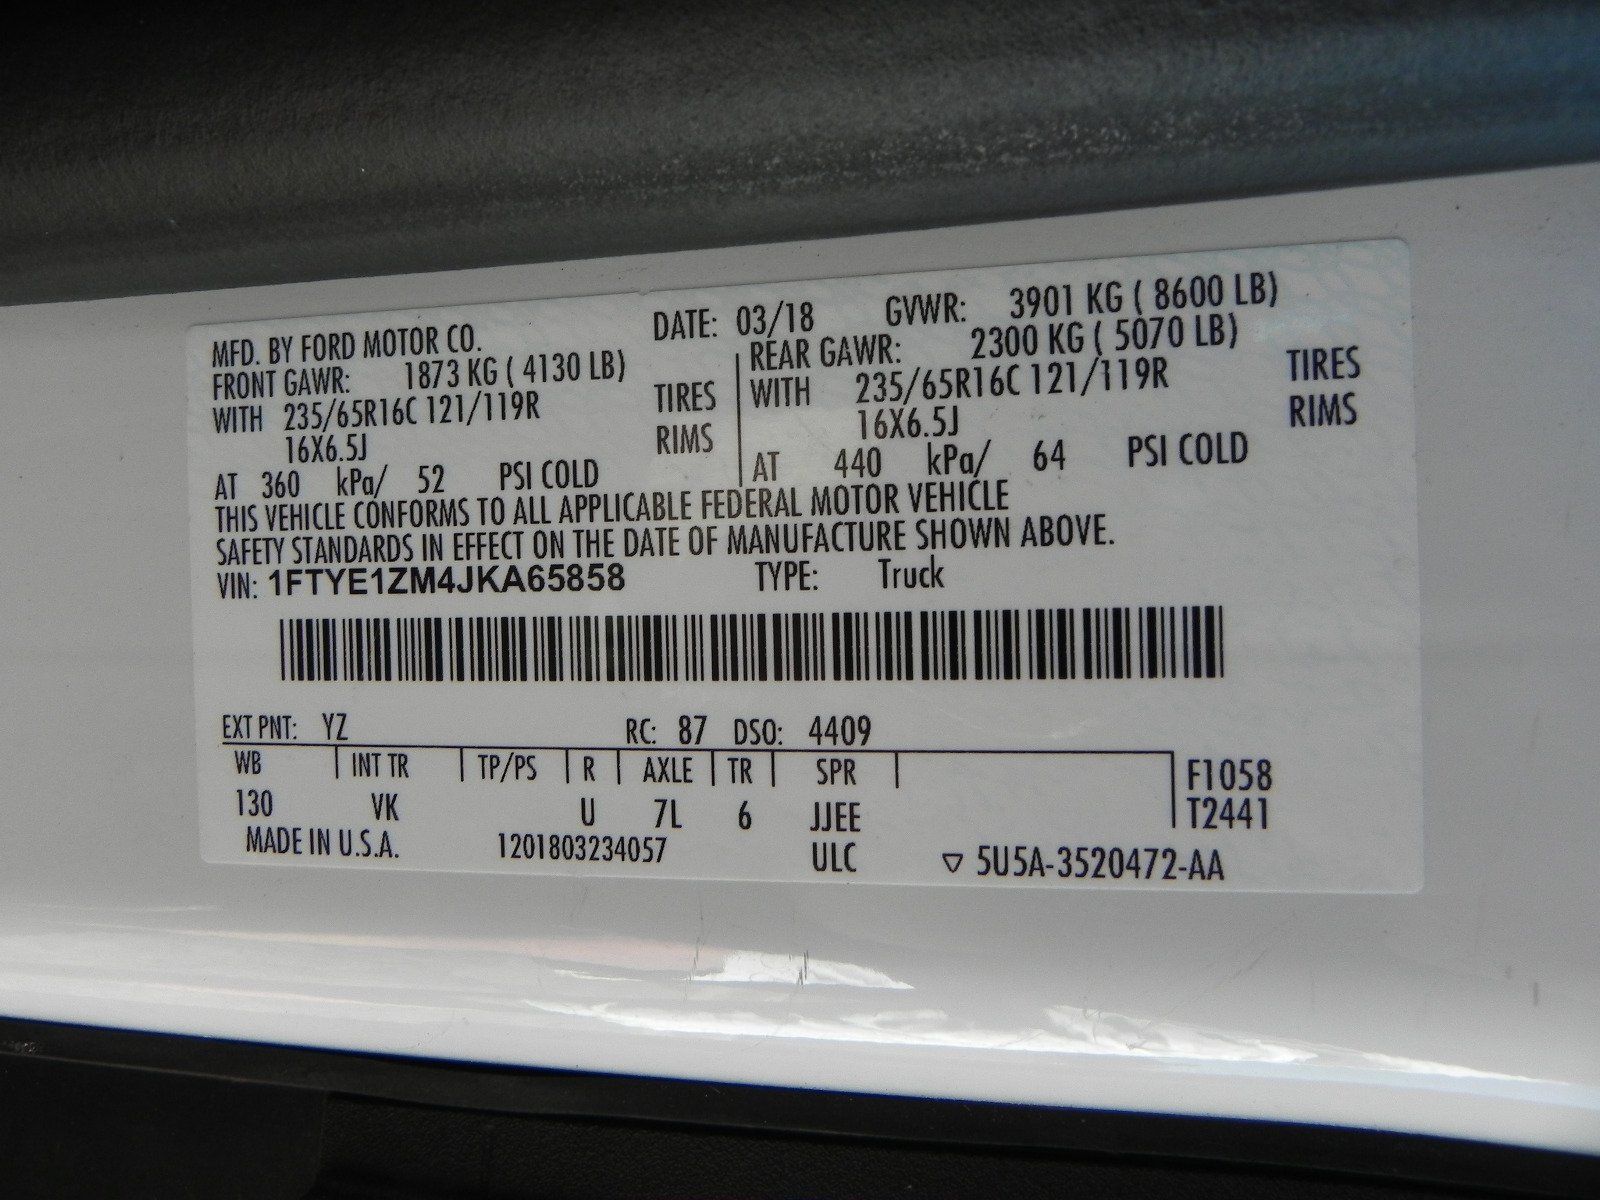 MFD. BY FORD MOTOR CO. DATE: 03/18 GVWR: 3901 KG ( 8600 LB)
FRONT GAWR: 1873 KG ( 4130 LB) REAR GAWR: 2300 KG ( 5070 LB)
WITH 235/65R16C 121/119R TIRES WITH 235/65R16C 121/119R TIRES
16X6.5J RIMS 16X6.5J RIMS
AT 360 kPa/ 52 PSI COLD AT 440 kPa/ 64 PSI COLD
THIS VEHICLE CONFORMS TO ALL APPLICABLE FEDERAL MOTOR VEHICLE
SAFETY STANDARDS IN EFFECT ON THE DATE OF MANUFACTURE SHOWN ABOVE.
VIN: 1FTYE1ZM4JKA65858 TYPE: Truck
EXT PNT: YZ RC: 87 DSO: 4409
WB INT TR TP/PS R AXLE TR SPR F1058
130 VK U 7L 6 JJEE T2441
MADE IN U.S.A. 1201803234057 ULC ▽ 5U5A-3520472-AA